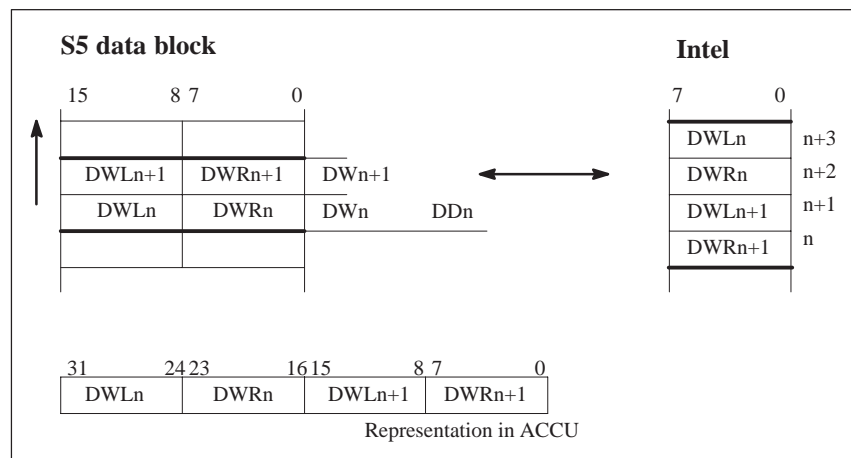 S5 data block
Intel
15 8 7 0
7 0
DWLn n+3
DWLn+1 DWRn+1 DWn+1
DWRn n+2
DWLn DWRn DWn DDn
DWLn+1 n+1
DWRn+1 n
31 24 23 16 15 8 7 0
DWLn DWRn DWLn+1 DWRn+1
Representation in ACCU